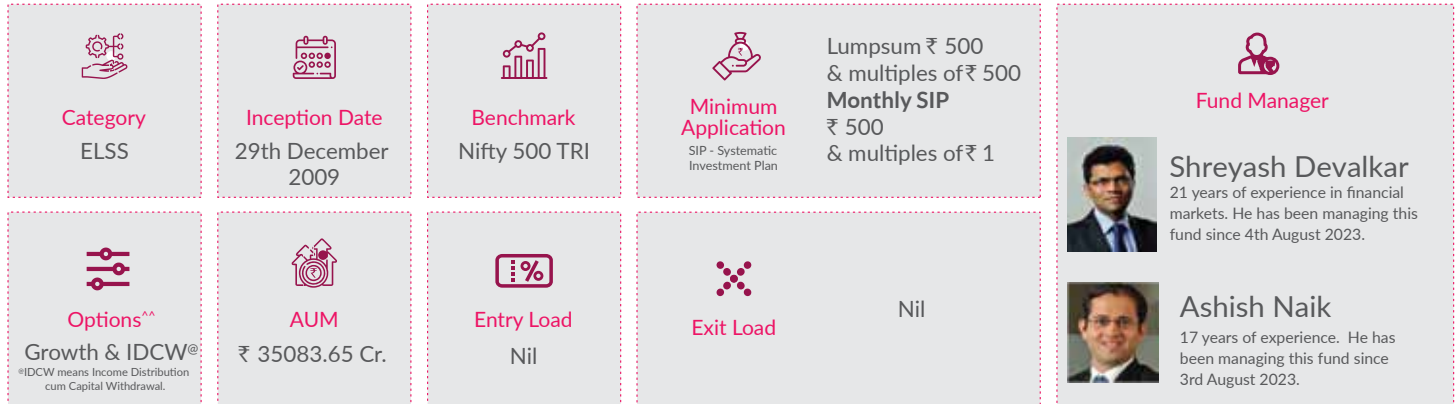 Category
ELSS
Inception Date
29th December
2009
Benchmark
Nifty 500 TRI
Minimum
Application
SIP - Systematic
Investment Plan
Lumpsum ₹ 500
& multiples of ₹ 500
Monthly SIP
₹ 500
& multiples of ₹ 1
Fund Manager
Shreyash Devalkar
21 years of experience in financial
markets. He has been managing this
fund since 4th August 2023.
Ashish Naik
17 years of experience. He has
been managing this fund since
3rd August 2023.
Options^^
Growth & IDCW@
@IDCW means Income Distribution
cum Capital Withdrawal.
AUM
₹ 35083.65 Cr.
Entry Load
Nil
Exit Load
Nil